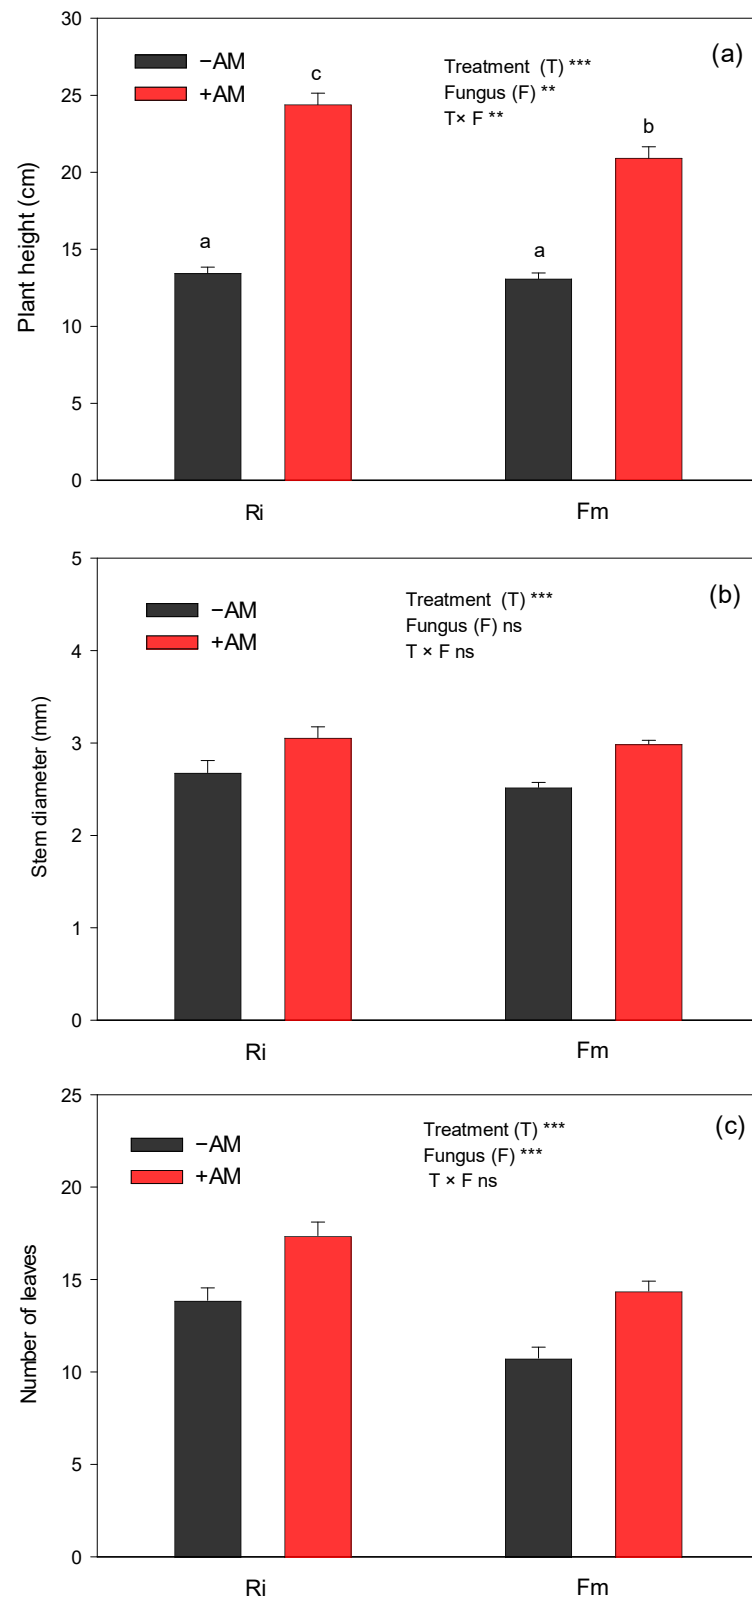 30
25
20
15
10
5
0
Plant height (cm)
−AM
+AM
Treatment (T) ***
Fungus (F) **
T× F **
(a)
a
c
a
b
Ri
Fm
5
4
3
2
1
0
Stem diameter (mm)
−AM
+AM
Treatment (T) ***
Fungus (F) ns
T × F ns
(b)
Ri
Fm
25
20
15
10
5
0
Number of leaves
−AM
+AM
Treatment (T) ***
Fungus (F) ***
T × F ns
(c)
Ri
Fm